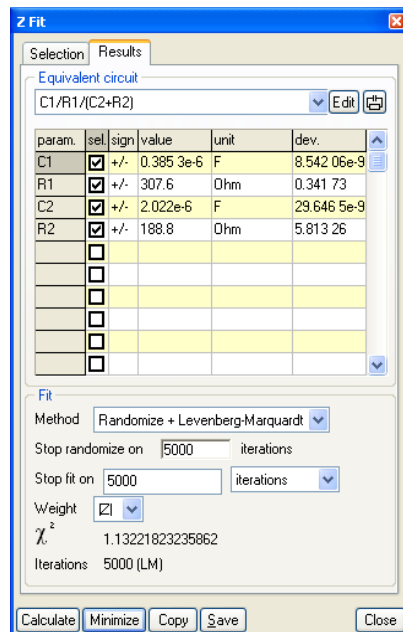 Z Fit
Selection Results
Equivalent circuit
C1/R1/(C2+R2) Edit
param. sel. sign value unit dev.
C1 +/- 0.385 3e-6 F 8.542 06e-9
R1 +/- 307.6 Ohm 0.341 73
C2 +/- 2.022e-6 F 29.646 5e-9
R2 +/- 188.8 Ohm 5.813 26
Fit
Method Randomize + Levenberg-Marquardt
Stop randomize on 5000 iterations
Stop fit on 5000 iterations
Weight |Z|
χ² 1.13221823235862
Iterations 5000 (LM)
Calculate Minimize Copy Save Close